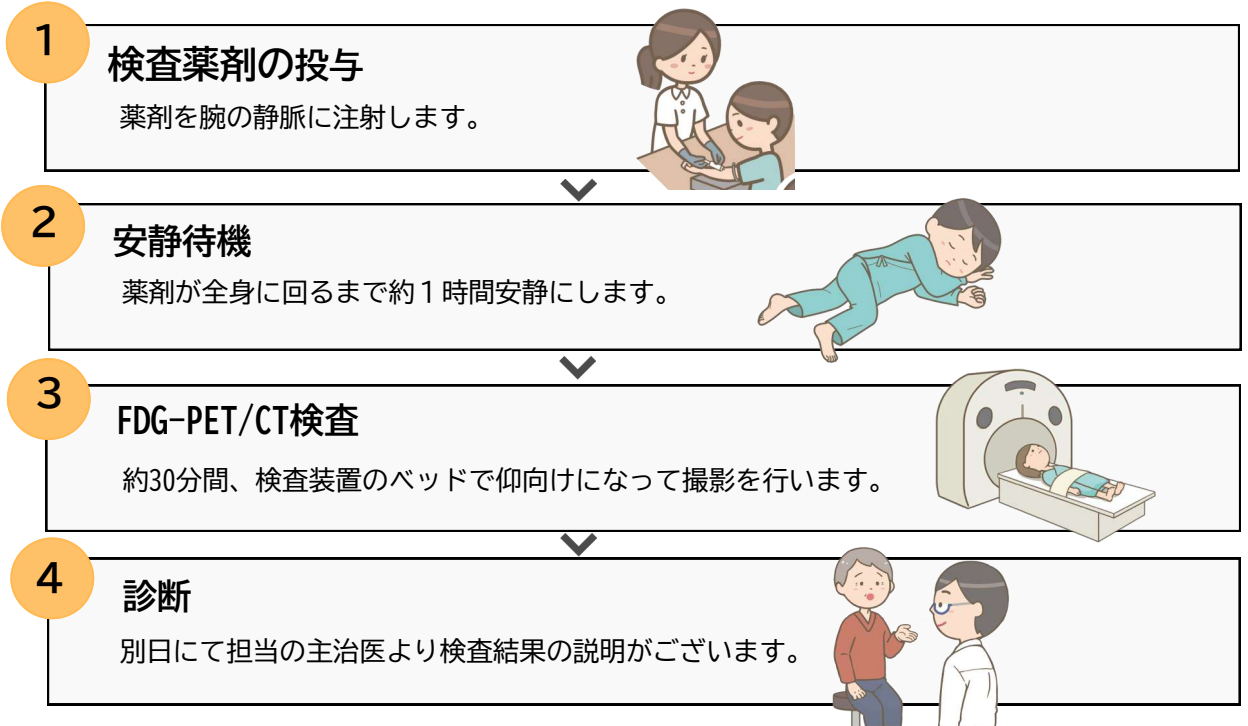 1
検査薬剤の投与
薬剤を腕の静脈に注射します。
2
安静待機
薬剤が全身に回るまで約１時間安静にします。
3
FDG-PET/CT検査
約30分間、検査装置のベッドで仰向けになって撮影を行います。
4
診断
別日にて担当の主治医より検査結果の説明がございます。